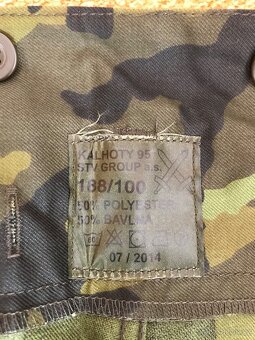 KALHOTY 95
STV GROUP a.s.
188/100
50% POLYESTER
50% BAVLNA
07 / 2014